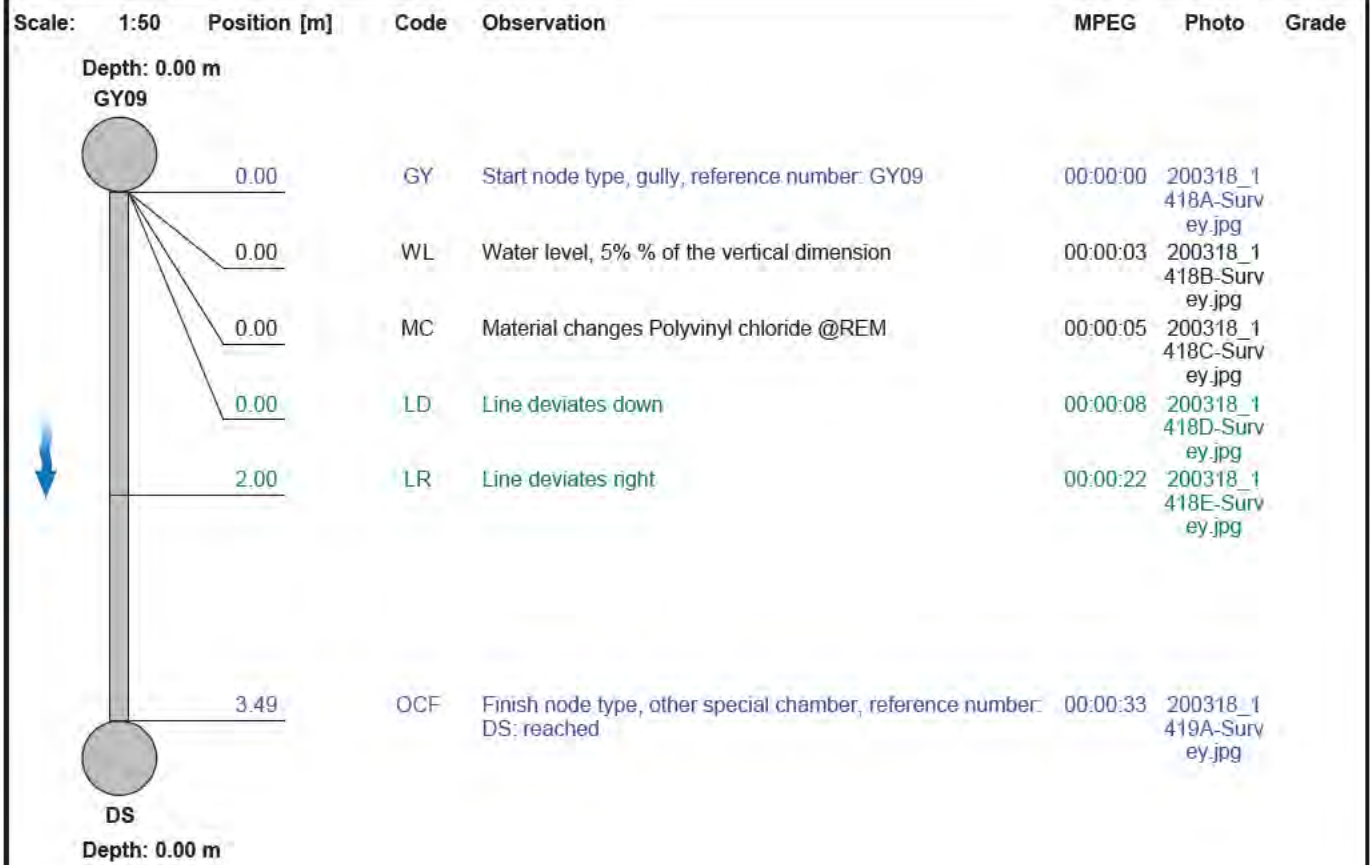 Scale: 1:50 Position [m] Code Observation MPEG Photo Grade
Depth: 0.00 m
GY09
0.00 GY Start node type, gully, reference number: GY09 00:00:00 200318_1
418A-Surv
ey.jpg
0.00 WL Water level, 5% % of the vertical dimension 00:00:03 200318_1
418B-Surv
ey.jpg
0.00 MC Material changes Polyvinyl chloride @REM 00:00:05 200318_1
418C-Surv
ey.jpg
0.00 LD Line deviates down 00:00:08 200318_1
418D-Surv
ey.jpg
2.00 LR Line deviates right 00:00:22 200318_1
418E-Surv
ey.jpg
3.49 OCF Finish node type, other special chamber, reference number: 00:00:33 200318_1
DS: reached 419A-Surv
ey.jpg
DS
Depth: 0.00 m